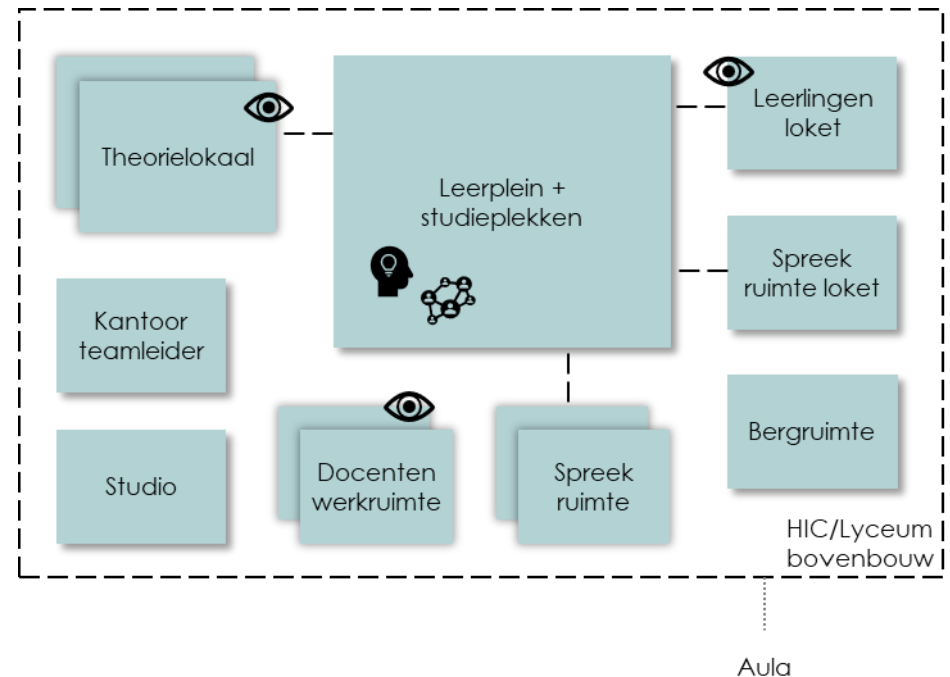 Theorielokaal
Leerplein +
studieplekken
Leerlingen
loket
Spreek
ruimte loket
Kantoor
teamleider
Bergruimte
Studio
Docenten
werkruimte
Spreek
ruimte
HIC/Lyceum
bovenbouw
Aula